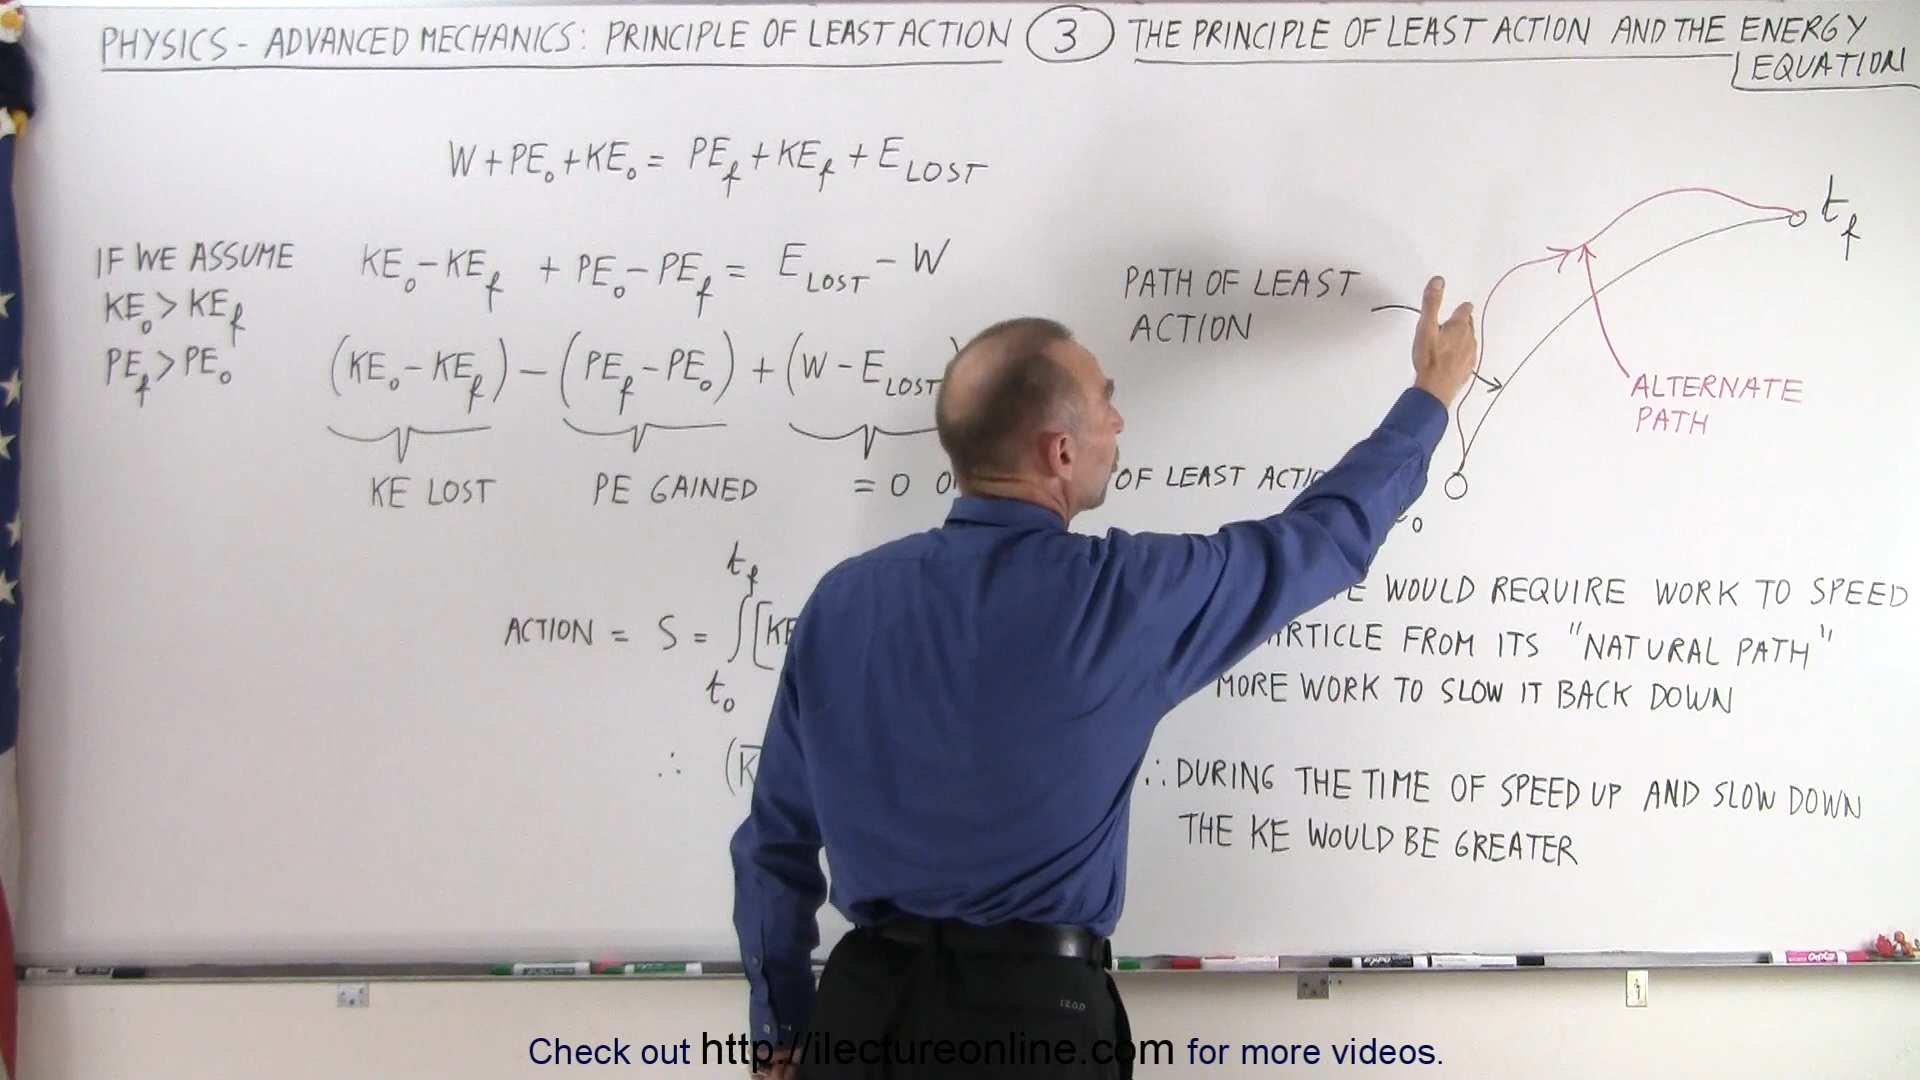 PHYSICS - ADVANCED MECHANICS: PRINCIPLE OF LEAST ACTION 3 THE PRINCIPLE OF LEAST ACTION AND THE ENERGY
EQUATION
W + PE₀ + KE₀ = PE_f + KE_f + E_LOST
IF WE ASSUME
KE₀ > KE_f
PE_f > PE₀
KE₀ - KE_f + PE₀ - PE_f = E_LOST - W
(KE₀ - KE_f) - (PE_f - PE₀) + (W - E_LOST
KE LOST PE GAINED = 0 OF LEAST
t_f
ACTION = S = ∫[
t₀
∴ (
PATH OF LEAST
ACTION
t_f
ALTERNATE
PATH
₀
WOULD REQUIRE WORK TO SPEED
FROM ITS "NATURAL PATH"
MORE WORK TO SLOW IT BACK DOWN
∴ DURING THE TIME OF SPEED UP AND SLOW DOWN
THE KE WOULD BE GREATER
IZOD
EXPO
EXPO
Check out http://ilectureonline.com for more videos.